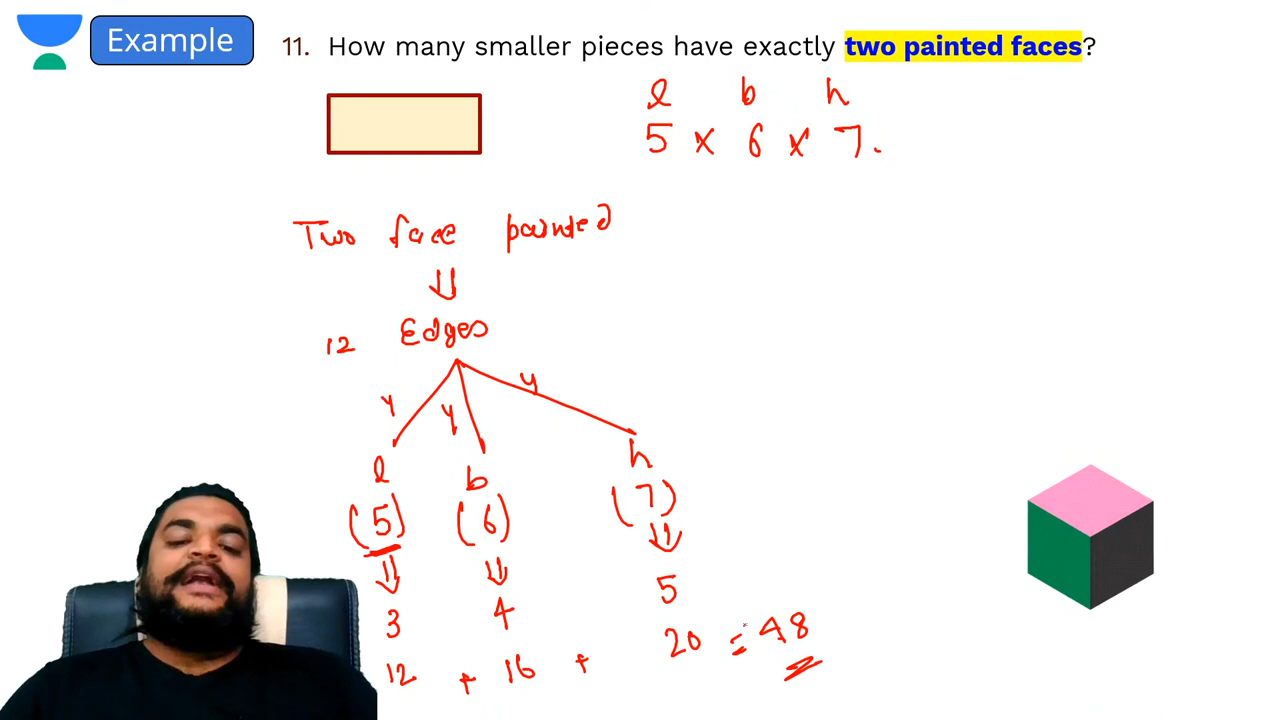 Example
11. How many smaller pieces have exactly two painted faces?
l b h
5 x 6 x 7.
Two face painted
12 Edges
4 4 4
l b h
(5) (6) (7)
3 4 5
12 + 16 + 20 = 48